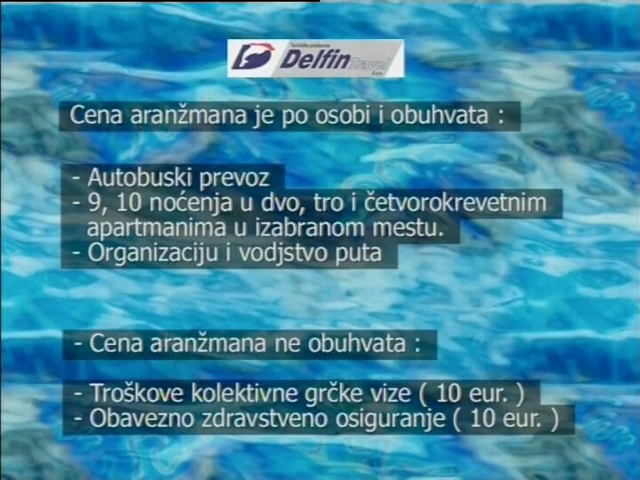 Delfin
Travel
Cena aranžmana je po osobi i obuhvata :
- Autobuski prevoz
- 9, 10 noćenja u dvo, tro i četvorokrevetnim
apartmanima u izabranom mestu.
- Organizaciju i vodjstvo puta
- Cena aranžmana ne obuhvata :
- Troškove kolektivne grčke vize ( 10 eur. )
- Obavezno zdravstveno osiguranje ( 10 eur. )